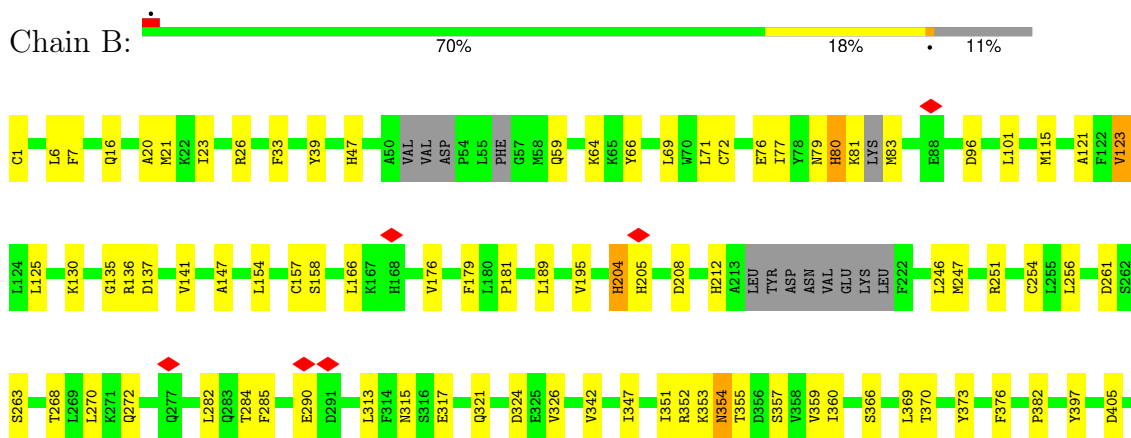 Chain B:
70% 18% • 11%
C1 L6 F7 Q16 A20 M21 K22 I23 R26 F33 Y39 H47 A50 VAL VAL ASP P54 L55 PHE G57 M58 Q59 K64 K65 Y66 L69 W70 L71 C72 E76 I77 Y78 N79 H80 K81 LYS M83 E88 D96 L101 M115 A121 F122 V123
L124 L125 K130 G135 R136 D137 V141 A147 L154 C157 S158 L166 K167 H168 V176 F179 L180 P181 L189 V195 H204 H205 D208 H212 A213 LEU TYR ASP ASN VAL GLU LYS LEU F222 L246 M247 R251 C254 L255 L256 D261 S262
S263 T268 L269 L270 K271 Q272 Q277 L282 Q283 T284 F285 E290 D291 L313 F314 N315 S316 E317 Q321 D324 E325 V326 V342 I347 I351 R352 K353 N354 T355 D356 S357 V358 V359 I360 S366 L369 T370 Y373 F376 P382 Y397 D405